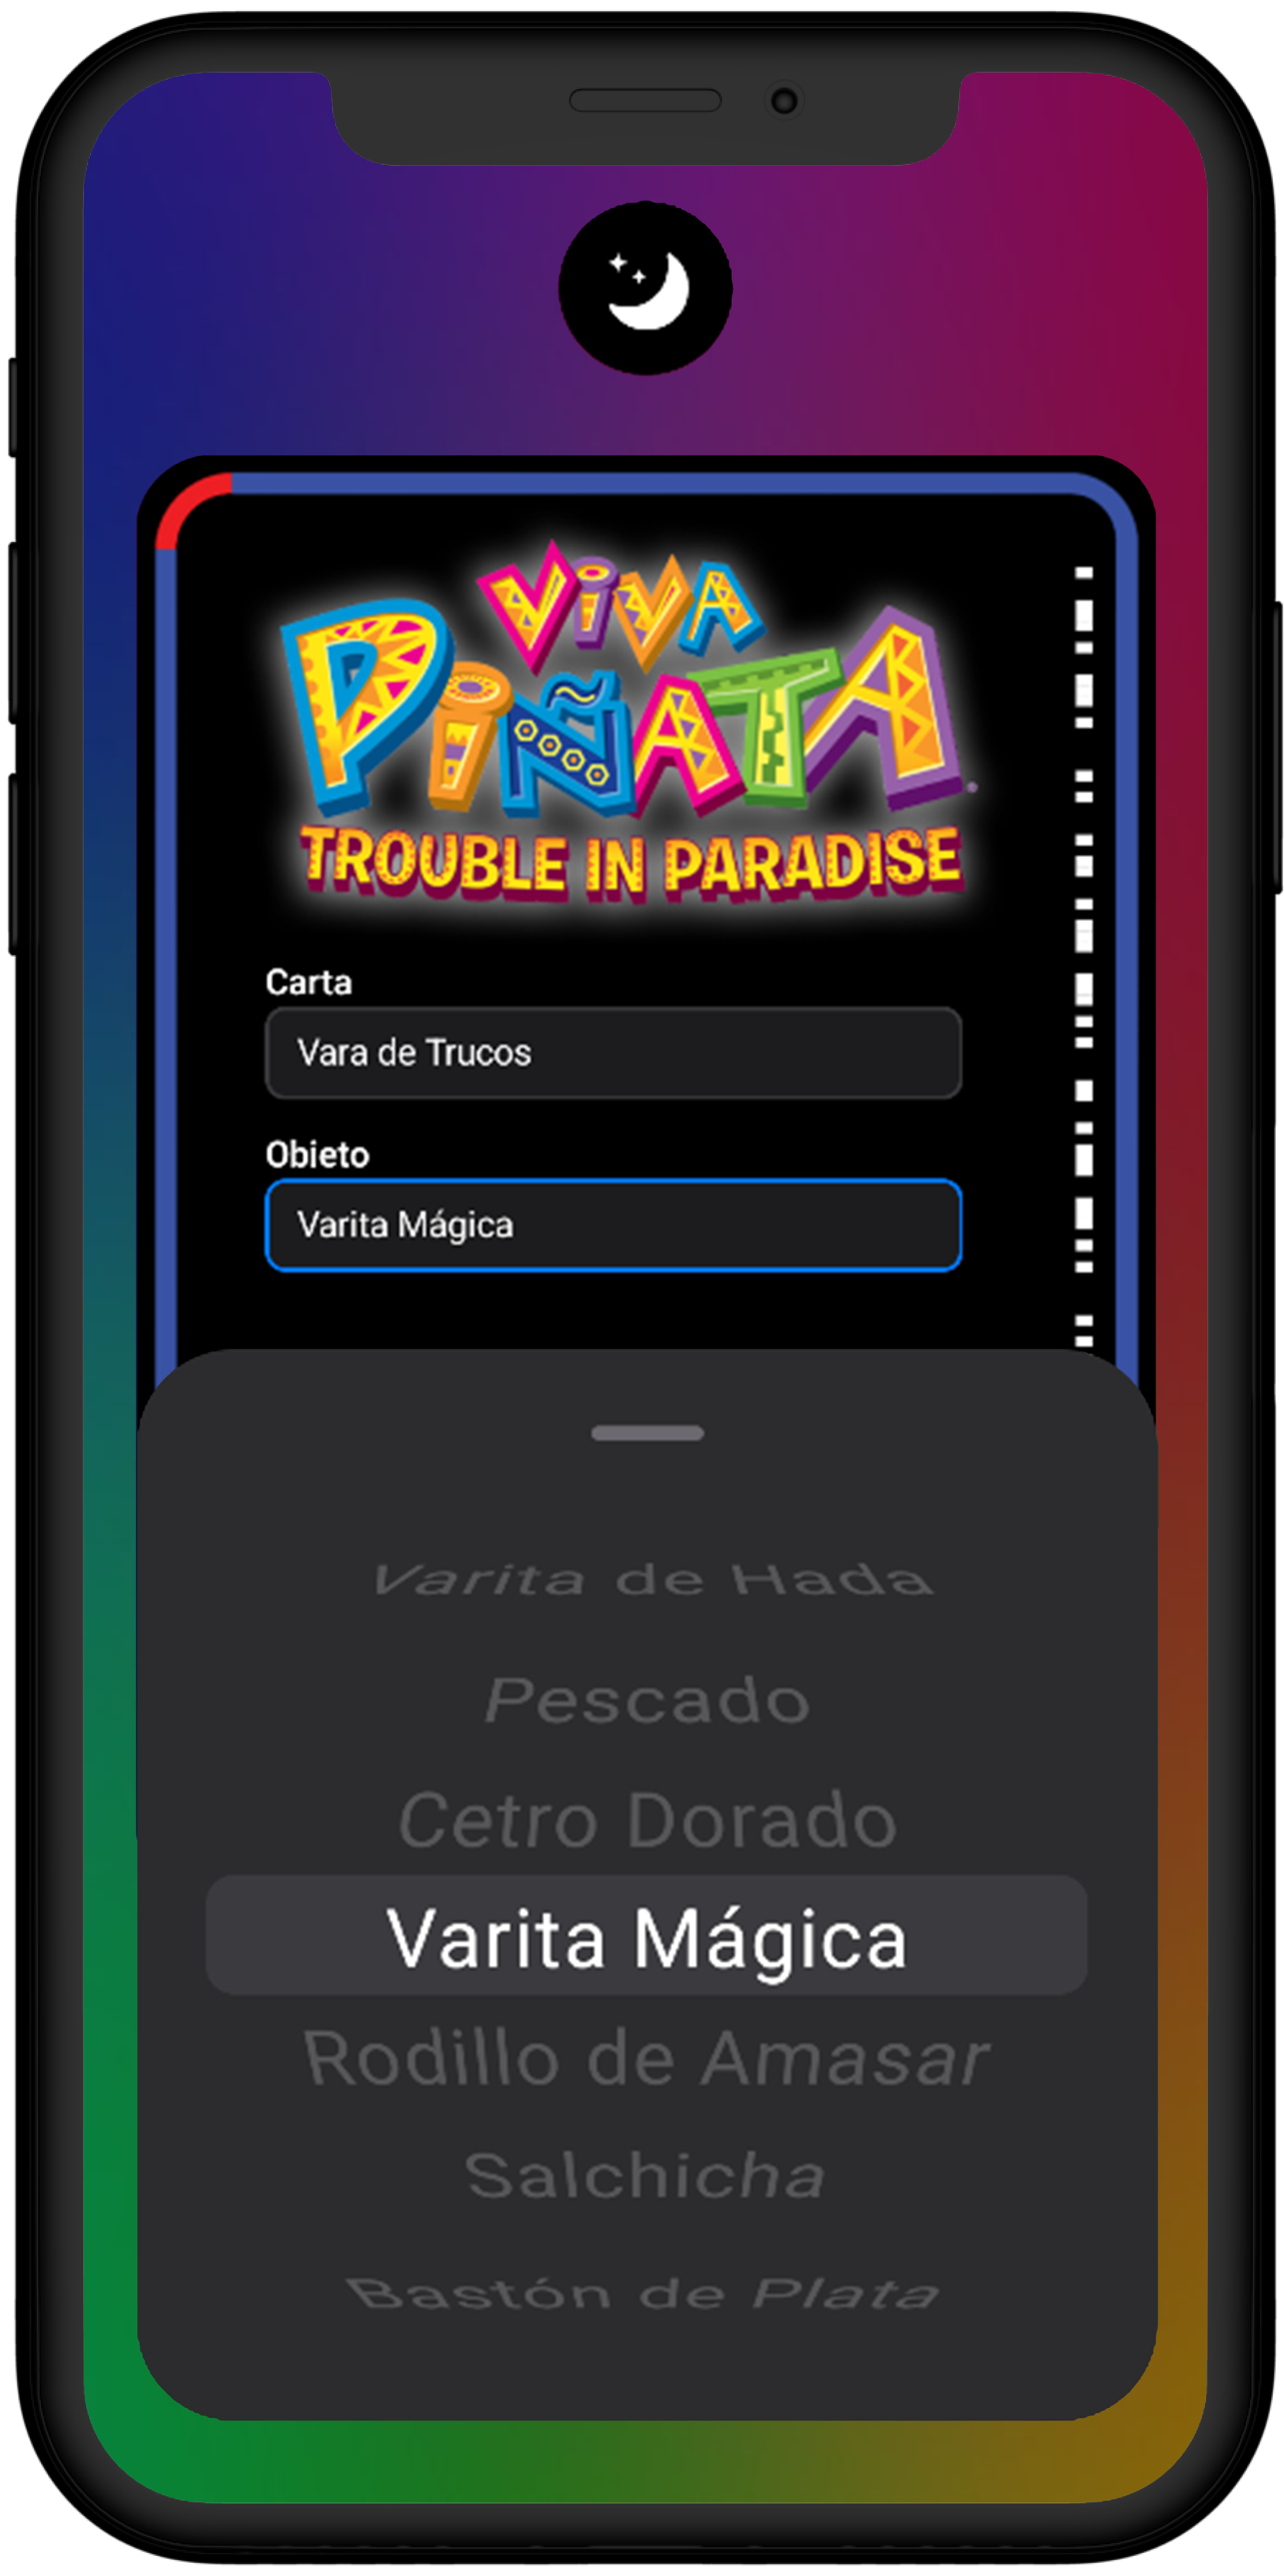 VIVA
PIÑATA
TROUBLE IN PARADISE
Carta
Vara de Trucos
Obieto
Varita Mágica
Varita de Hada
Pescado
Cetro Dorado
Varita Mágica
Rodillo de Amasar
Salchicha
Bastón de Plata